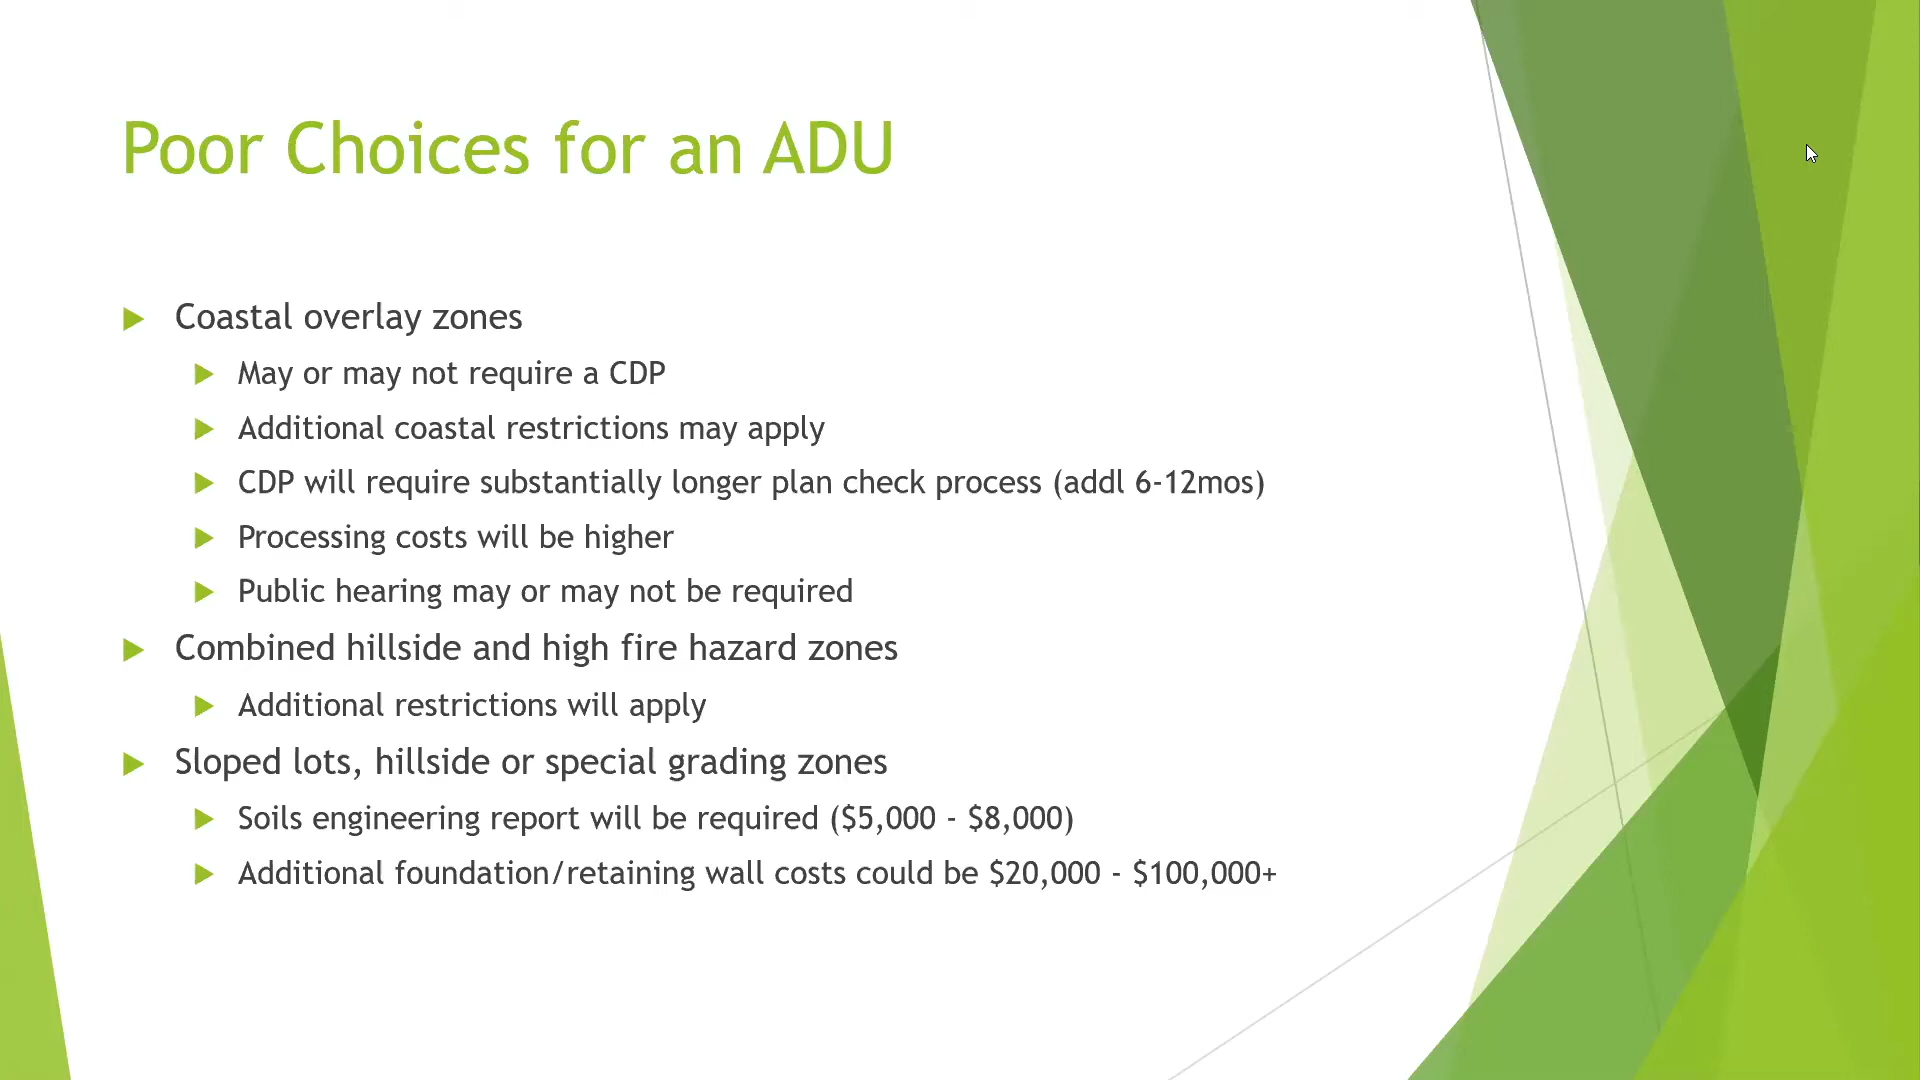 Poor Choices for an ADU
Coastal overlay zones
May or may not require a CDP
Additional coastal restrictions may apply
CDP will require substantially longer plan check process (addl 6-12mos)
Processing costs will be higher
Public hearing may or may not be required
Combined hillside and high fire hazard zones
Additional restrictions will apply
Sloped lots, hillside or special grading zones
Soils engineering report will be required ($5,000 - $8,000)
Additional foundation/retaining wall costs could be $20,000 - $100,000+